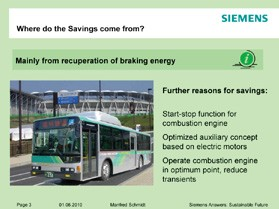 SIEMENS
Where do the Savings come from?
Mainly from recuperation of braking energy
Further reasons for savings:
Start-stop function for
combustion engine
Optimized auxiliary concept
based on electric motors
Operate combustion engine
in optimum point, reduce
transients
Page 3 01.06.2010 Manfred Schmidt Siemens Answers. Sustainable Future